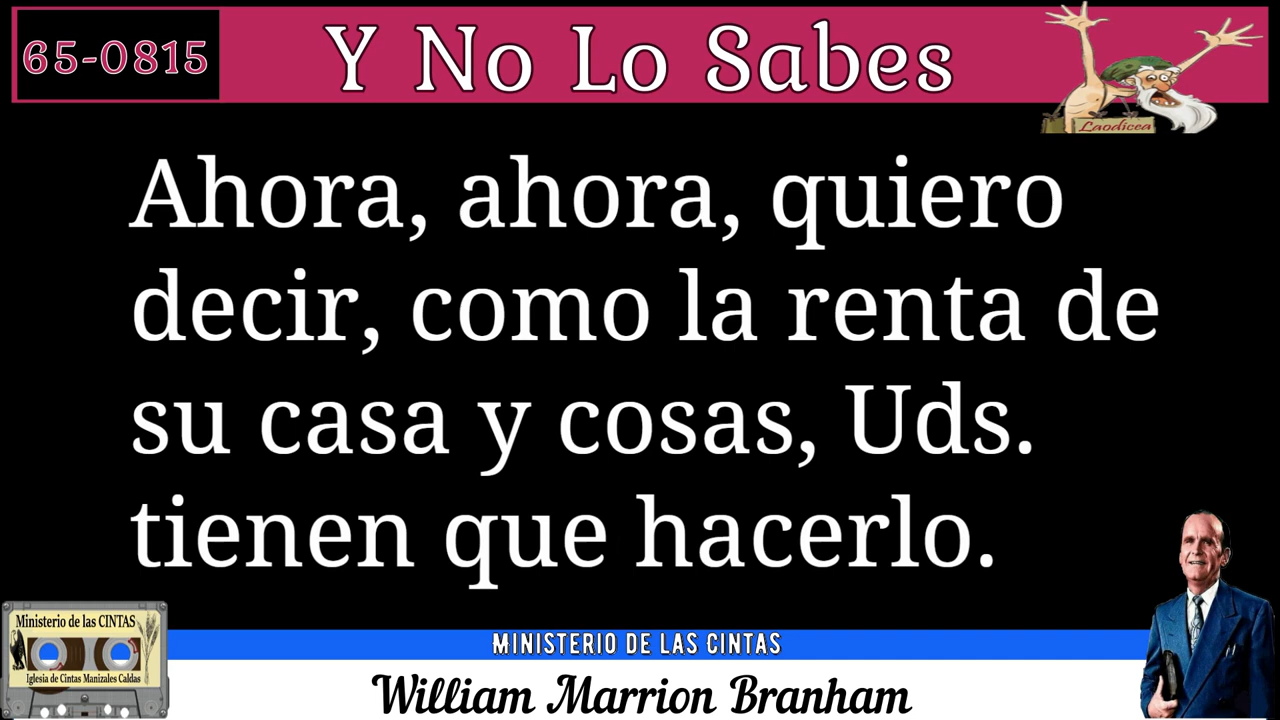 65-0815
Y No Lo Sabes
Laodicea
Ahora, ahora, quiero
decir, como la renta de
su casa y cosas, Uds.
tienen que hacerlo.
Ministerio de las CINTAS
Iglesia de Cintas Manizales Caldas
MINISTERIO DE LAS CINTAS
William Marrion Branham